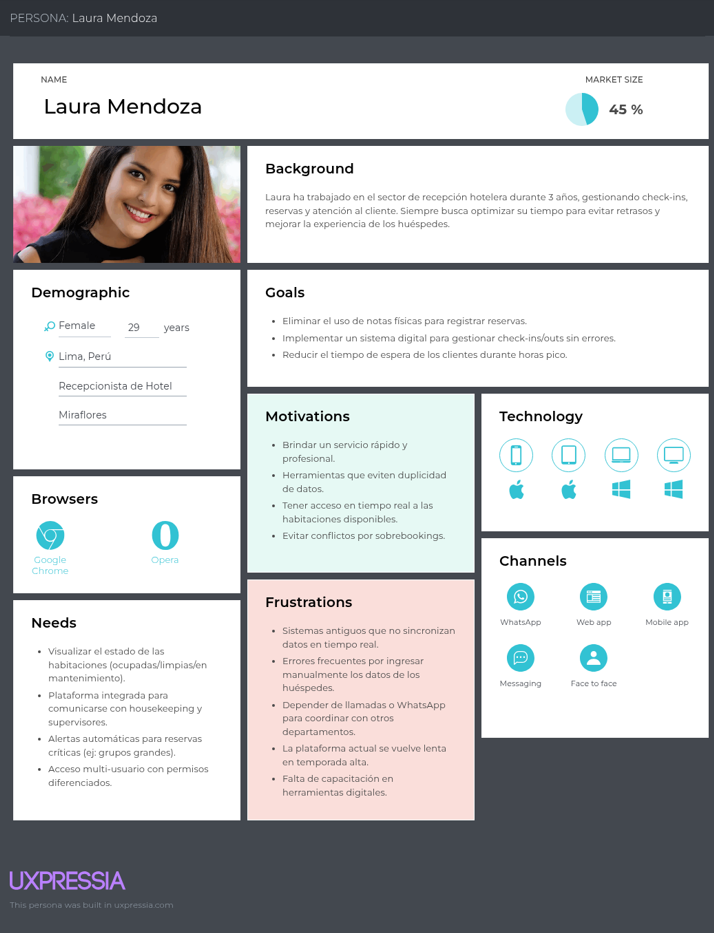 PERSONA: Laura Mendoza
NAME
Laura Mendoza
MARKET SIZE
45 %
Background
Laura ha trabajado en el sector de recepción hotelera durante 3 años, gestionando check-ins,
reservas y atención al cliente. Siempre busca optimizar su tiempo para evitar retrasos y
mejorar la experiencia de los huéspedes.
Demographic
Female 29 years
Lima, Perú
Recepcionista de Hotel
Miraflores
Goals
• Eliminar el uso de notas físicas para registrar reservas.
• Implementar un sistema digital para gestionar check-ins/outs sin errores.
• Reducir el tiempo de espera de los clientes durante horas pico.
Motivations
• Brindar un servicio rápido y
profesional.
• Herramientas que eviten duplicidad
de datos.
• Tener acceso en tiempo real a las
habitaciones disponibles.
• Evitar conflictos por sobrebookings.
Technology
Browsers
Google
Chrome
Opera
Channels
WhatsApp
Web app
Mobile app
Messaging
Face to face
Needs
• Visualizar el estado de las
habitaciones (ocupadas/limpias/en
mantenimiento).
• Plataforma integrada para
comunicarse con housekeeping y
supervisores.
• Alertas automáticas para reservas
críticas (ej: grupos grandes).
• Acceso multi-usuario con permisos
diferenciados.
Frustrations
• Sistemas antiguos que no sincronizan
datos en tiempo real.
• Errores frecuentes por ingresar
manualmente los datos de los
huéspedes.
• Depender de llamadas o WhatsApp
para coordinar con otros
departamentos.
• La plataforma actual se vuelve lenta
en temporada alta.
• Falta de capacitación en
herramientas digitales.
UXPRESSIA
This persona was built in uxpressia.com